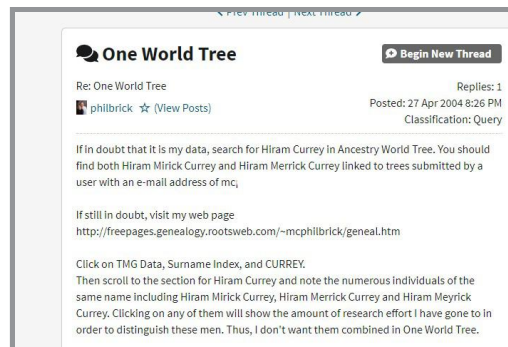 Prev Thread | Next Thread
One World Tree
Begin New Thread
Re: One World Tree
Replies: 1
philbrick ☆ (View Posts)
Posted: 27 Apr 2004 8:26 PM
Classification: Query
If in doubt that it is my data, search for Hiram Currey in Ancestry World Tree. You should
find both Hiram Mirick Currey and Hiram Merrick Currey linked to trees submitted by a
user with an e-mail address of mc
If still in doubt, visit my web page
http://freepages.genealogy.rootsweb.com/~mcphilbrick/geneal.htm
Click on TMG Data, Surname Index, and CURREY.
Then scroll to the section for Hiram Currey and note the numerous individuals of the
same name including Hiram Mirick Currey, Hiram Merrick Currey and Hiram Meyrick
Currey. Clicking on any of them will show the amount of research effort I have gone to in
order to distinguish these men. Thus, I don't want them combined in One World Tree.